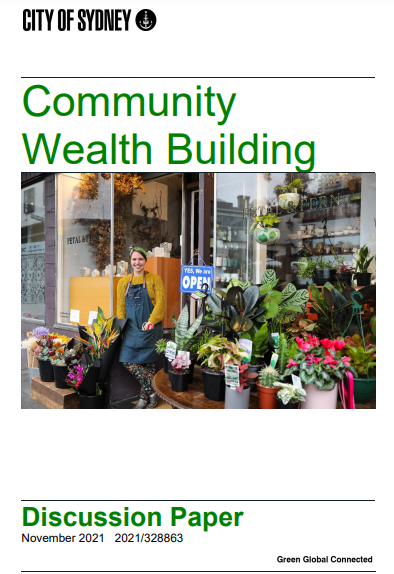 CITY OF SYDNEY
Community
Wealth Building
PETAL &
YES, We are
OPEN
Discussion Paper
November 2021 2021/328863
Green Global Connected